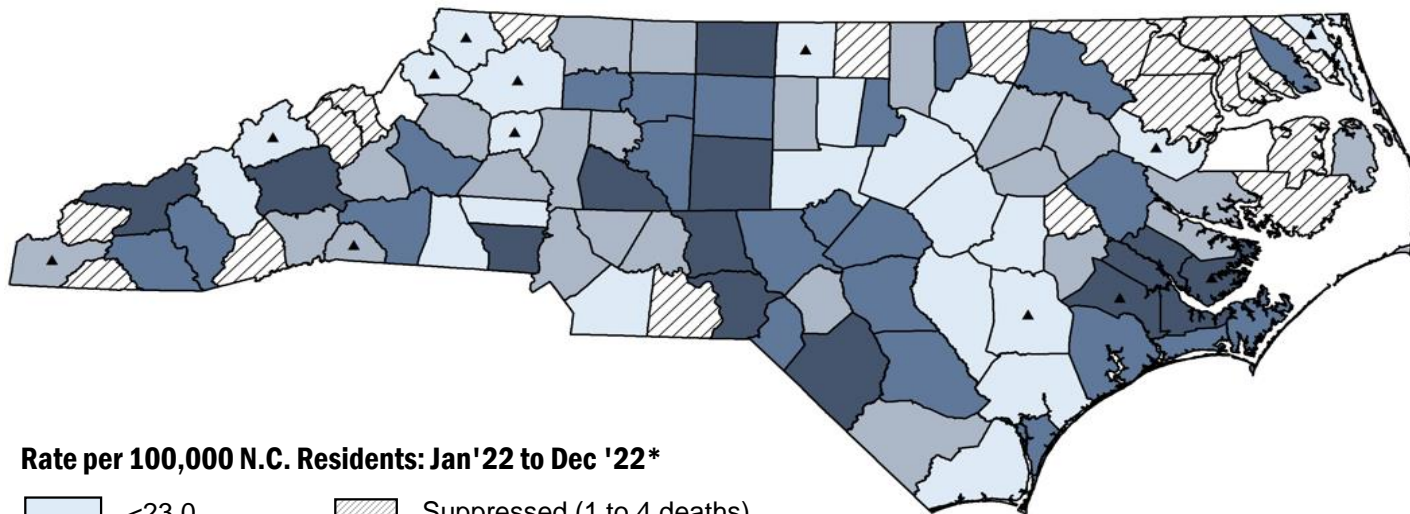 Rate per 100,000 N.C. Residents: Jan'22 to Dec '22*
<23.0 Suppressed (1 to 4 deaths)